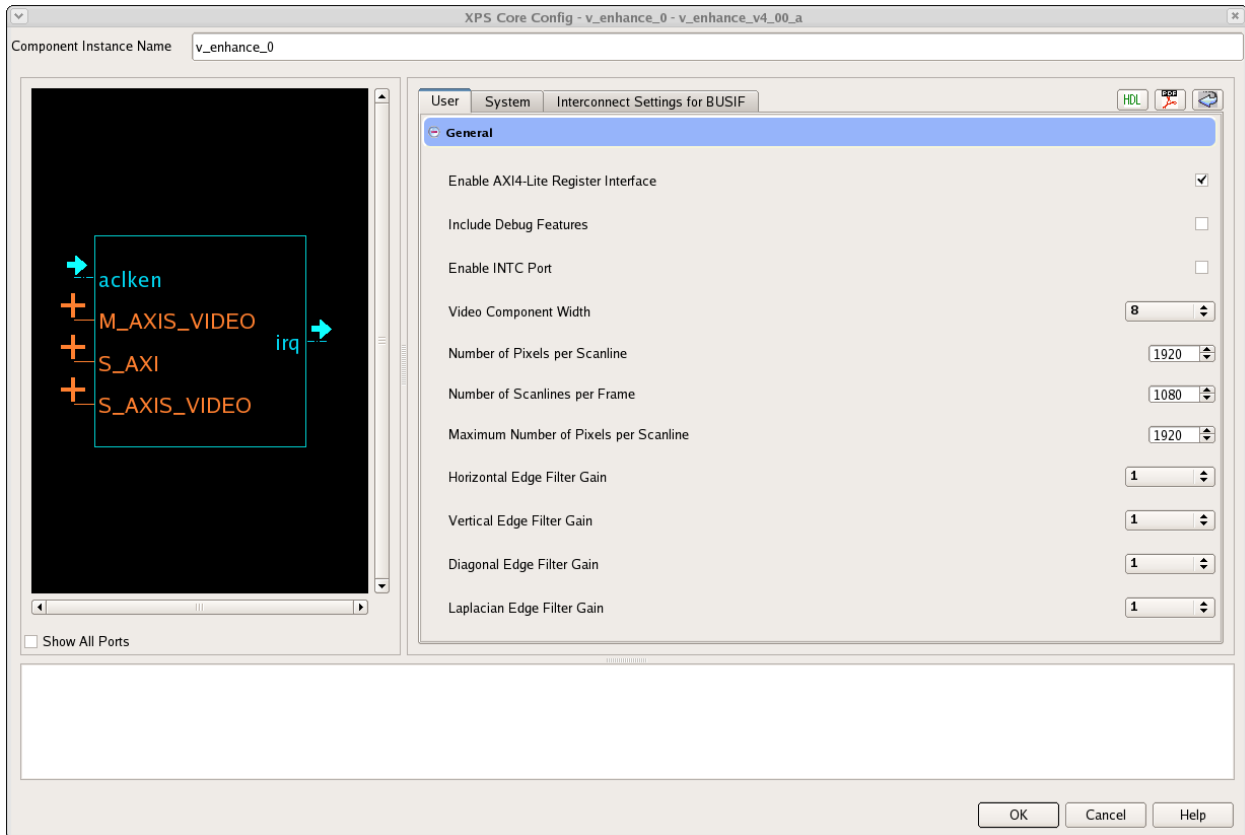 XPS Core Config - v_enhance_0 - v_enhance_v4_00_a
Component Instance Name v_enhance_0
aclken
M_AXIS_VIDEO
irq
S_AXI
S_AXIS_VIDEO
Show All Ports
User System Interconnect Settings for BUSIF HDL PDF
General
Enable AXI4-Lite Register Interface
Include Debug Features
Enable INTC Port
Video Component Width 8
Number of Pixels per Scanline 1920
Number of Scanlines per Frame 1080
Maximum Number of Pixels per Scanline 1920
Horizontal Edge Filter Gain 1
Vertical Edge Filter Gain 1
Diagonal Edge Filter Gain 1
Laplacian Edge Filter Gain 1
OK Cancel Help